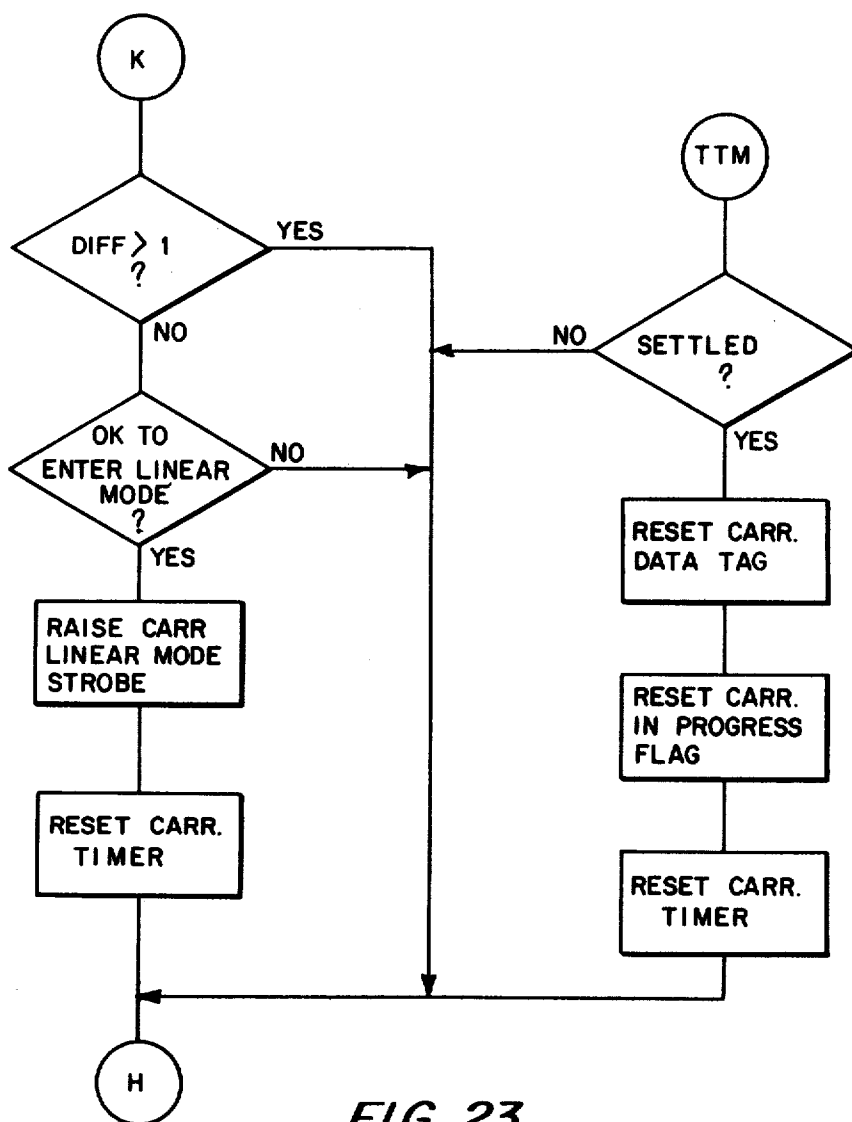 K
DIFF > 1
?
YES
NO
OK TO
ENTER LINEAR
MODE
?
NO
YES
RAISE CARR
LINEAR MODE
STROBE
RESET CARR.
TIMER
H
TTM
SETTLED
?
NO
YES
RESET CARR.
DATA TAG
RESET CARR.
IN PROGRESS
FLAG
RESET CARR.
TIMER
FIG. 23